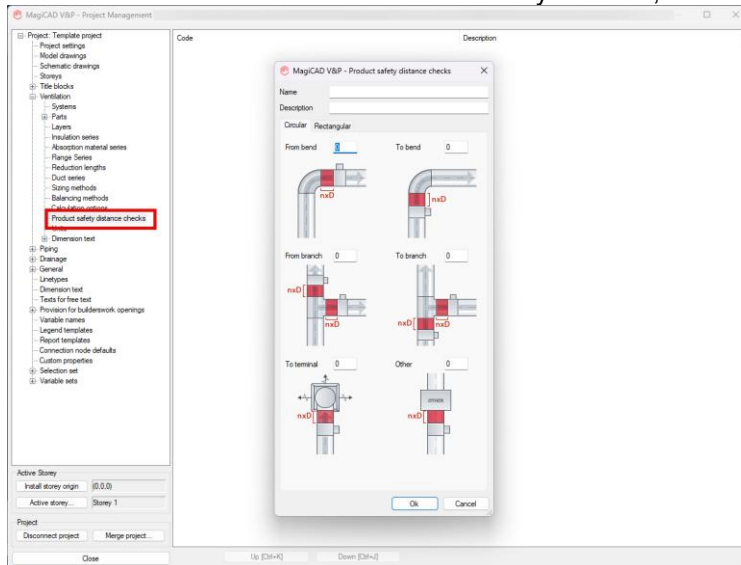 MagiCAD V&P - Project Management
Project: Template project
Project settings
Model drawings
Schematic drawings
Storeys
Title blocks
Ventilation
Systems
Parts
Layers
Insulation series
Absorption material series
Flange Series
Reduction lengths
Duct series
Sizing methods
Balancing methods
Calculation options
Product safety distance checks
Units
Dimension text
Piping
Drainage
General
Linetypes
Dimension text
Texts for free text
Provision for builderswork openings
Variable names
Legend templates
Report templates
Connection node defaults
Custom properties
Selection set
Variable sets
Active Storey
Install storey origin (0,0,0)
Active storey... Storey 1
Project
Disconnect project Merge project...
Close
Code Description
MagiCAD V&P - Product safety distance checks
Name
Description
Circular Rectangular
From bend 0 To bend 0
nxD nxD
From branch 0 To branch 0
nxD nxD nxD nxD
To terminal 0 Other 0
OTHER
nxD nxD
Ok Cancel
Up [Ctrl+K] Down [Ctrl+J]